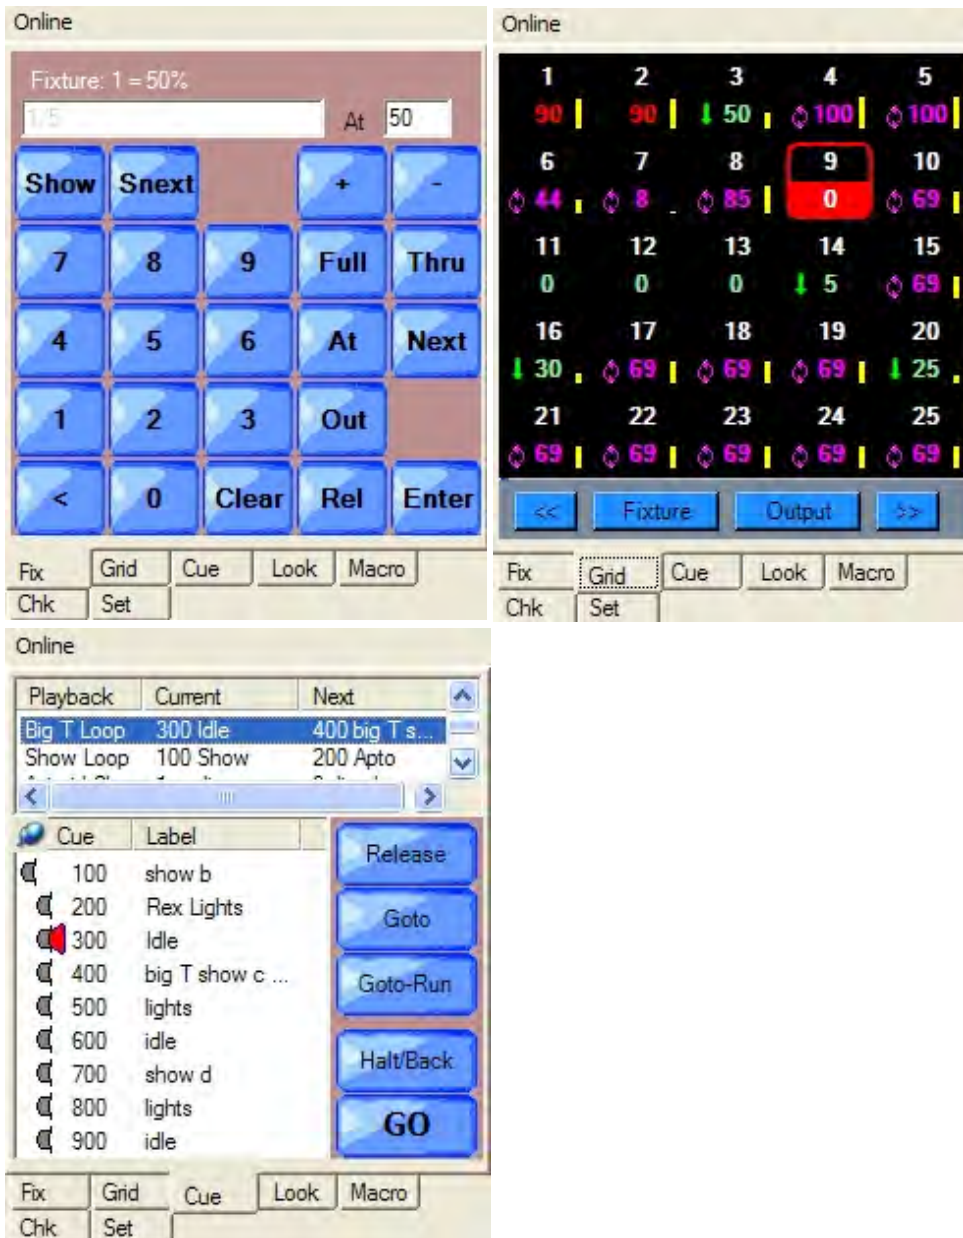 Online
Fixture: 1 = 50%
1/5 At 50
Show Snext + -
7 8 9 Full Thru
4 5 6 At Next
1 2 3 Out
< 0 Clear Rel Enter
Fix Grid Cue Look Macro
Chk Set
Online
1 2 3 4 5
90 90 50 100 100
6 7 8 9 10
44 8 85 0 69
11 12 13 14 15
0 0 0 5 69
16 17 18 19 20
30 69 69 69 25
21 22 23 24 25
69 69 69 69 69
<< Fixture Output >>
Fix Grid Cue Look Macro
Chk Set
Online
Playback Current Next
Big T Loop 300 Idle 400 big T s...
Show Loop 100 Show 200 Apto
Cue Label
100 show b
200 Rex Lights
300 Idle
400 big T show c ...
500 lights
600 idle
700 show d
800 lights
900 idle
Release
Goto
Goto-Run
Halt/Back
GO
Fix Grid Cue Look Macro
Chk Set